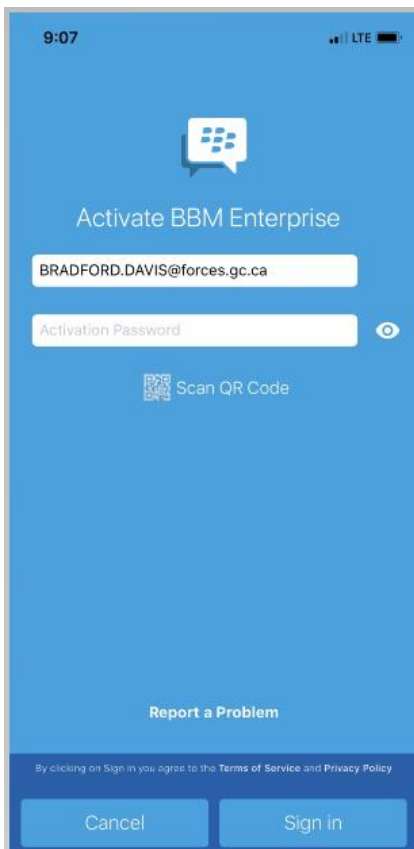 9:07
LTE
Activate BBM Enterprise
BRADFORD.DAVIS@forces.gc.ca
Activation Password
Scan QR Code
Report a Problem
By clicking on Sign in you agree to the Terms of Service and Privacy Policy
Cancel
Sign in